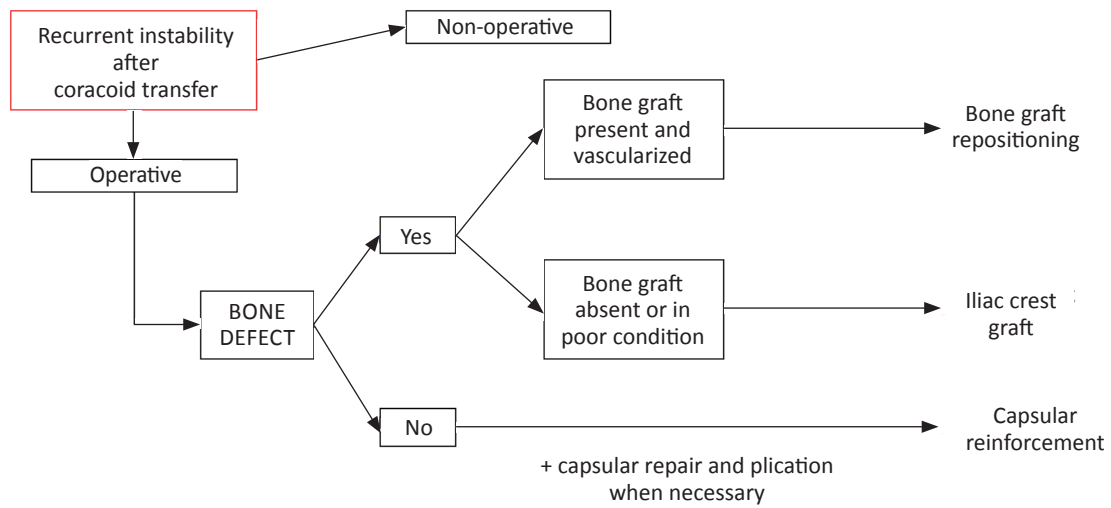 Recurrent instability
after
coracoid transfer
Non-operative
Operative
BONE
DEFECT
Yes
Bone graft
present and
vascularized
Bone graft
repositioning
Bone graft
absent or in
poor condition
Iliac crest
graft
No
Capsular
reinforcement
+ capsular repair and plication
when necessary